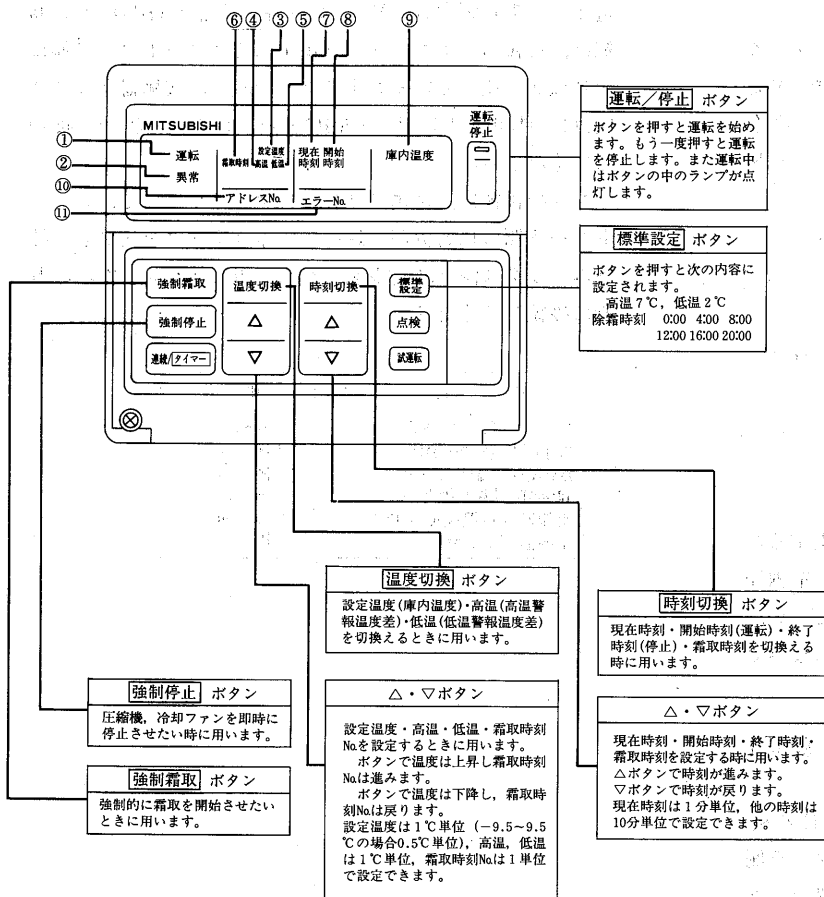 ⑥ ④ ③ ⑤ ⑦ ⑧ ⑨
① ② ⑩ ⑪
MITSUBISHI
運転
異常
霜取時刻
設定温度
高温 低温
現在 開始
時刻 時刻
庫内温度
アドレスNo.
エラーNo.
運転
停止
強制霜取
強制停止
連続/タイマー
温度切換
△
▽
時刻切換
△
▽
標準
設定
点検
試運転
運転/停止 ボタン
ボタンを押すと運転を始め
ます。もう一度押すと運転
を停止します。また運転中
はボタンの中のランプが点
灯します。
標準設定 ボタン
ボタンを押すと次の内容に
設定されます。
高温7℃, 低温2℃
除霜時刻 0:00 4:00 8:00
12:00 16:00 20:00
温度切換 ボタン
設定温度(庫内温度)・高温(高温警
報温度差)・低温(低温警報温度差)
を切換えるときに用います。
時刻切換 ボタン
現在時刻・開始時刻(運転)・終了
時刻(停止)・霜取時刻を切換える
時に用います。
強制停止 ボタン
圧縮機, 冷却ファンを即時に
停止させたい時に用います。
強制霜取 ボタン
強制的に霜取を開始させたい
ときに用います。
△・▽ボタン
設定温度・高温・低温・霜取時刻
No.を設定するときに用います。
ボタンで温度は上昇し霜取時刻
No.は進みます。
ボタンで温度は下降し, 霜取時
刻No.は戻ります。
設定温度は1℃単位 (−9.5~9.5
℃の場合0.5℃単位), 高温, 低温
は1℃単位, 霜取時刻No.は1単位
で設定できます。
△・▽ボタン
現在時刻・開始時刻・終了時刻・
霜取時刻を設定する時に用います。
△ボタンで時刻が進みます。
▽ボタンで時刻が戻ります。
現在時刻は1分単位, 他の時刻は
10分単位で設定できます。